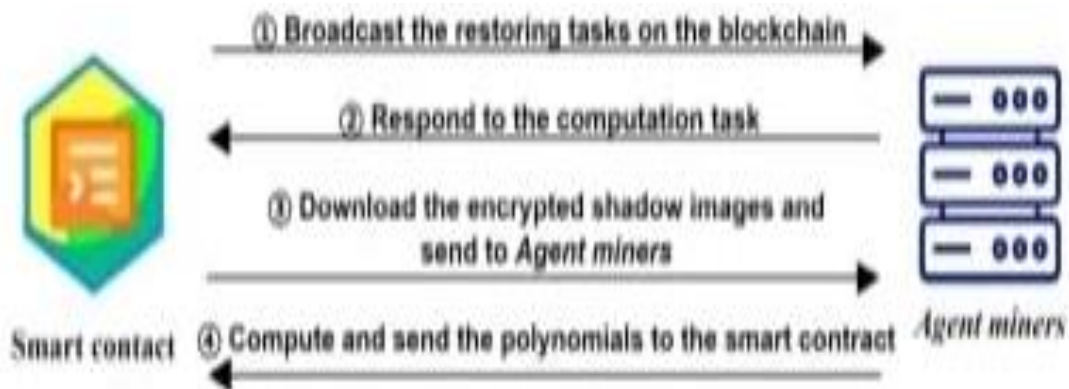 ① Broadcast the restoring tasks on the blockchain
② Respond to the computation task
③ Download the encrypted shadow images and
send to Agent miners
Smart contact
④ Compute and send the polynomials to the smart contract
Agent miners